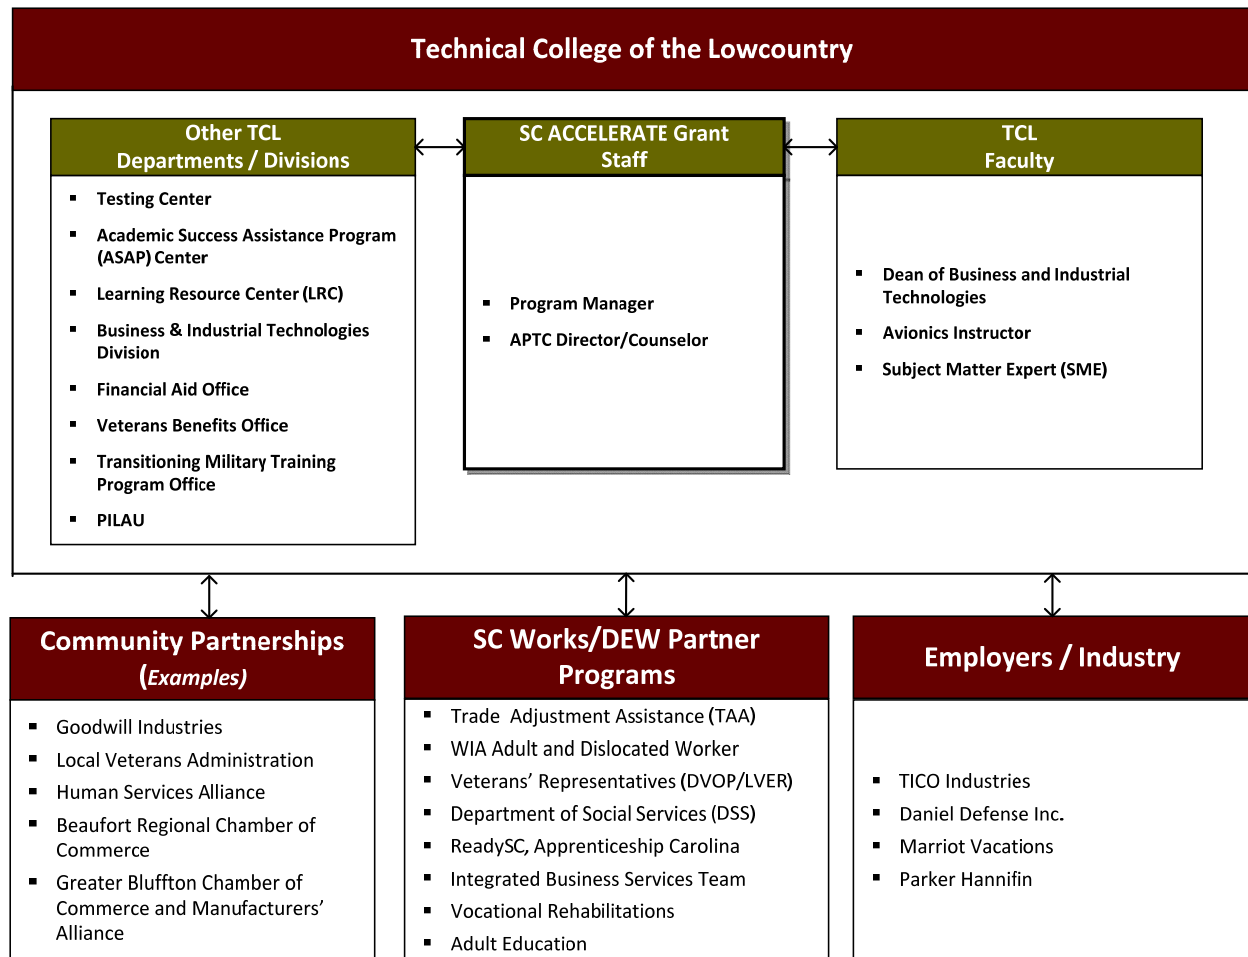 Technical College of the Lowcountry
Other TCL
Departments / Divisions
▪ Testing Center
▪ Academic Success Assistance Program
(ASAP) Center
▪ Learning Resource Center (LRC)
▪ Business & Industrial Technologies
Division
▪ Financial Aid Office
▪ Veterans Benefits Office
▪ Transitioning Military Training
Program Office
▪ PILAU
SC ACCELERATE Grant
Staff
▪ Program Manager
▪ APTC Director/Counselor
TCL
Faculty
▪ Dean of Business and Industrial
Technologies
▪ Avionics Instructor
▪ Subject Matter Expert (SME)
Community Partnerships
(Examples)
▪ Goodwill Industries
▪ Local Veterans Administration
▪ Human Services Alliance
▪ Beaufort Regional Chamber of
Commerce
▪ Greater Bluffton Chamber of
Commerce and Manufacturers’
Alliance
SC Works/DEW Partner
Programs
▪ Trade Adjustment Assistance (TAA)
▪ WIA Adult and Dislocated Worker
▪ Veterans’ Representatives (DVOP/LVER)
▪ Department of Social Services (DSS)
▪ ReadySC, Apprenticeship Carolina
▪ Integrated Business Services Team
▪ Vocational Rehabilitations
▪ Adult Education
Employers / Industry
▪ TICO Industries
▪ Daniel Defense Inc.
▪ Marriot Vacations
▪ Parker Hannifin